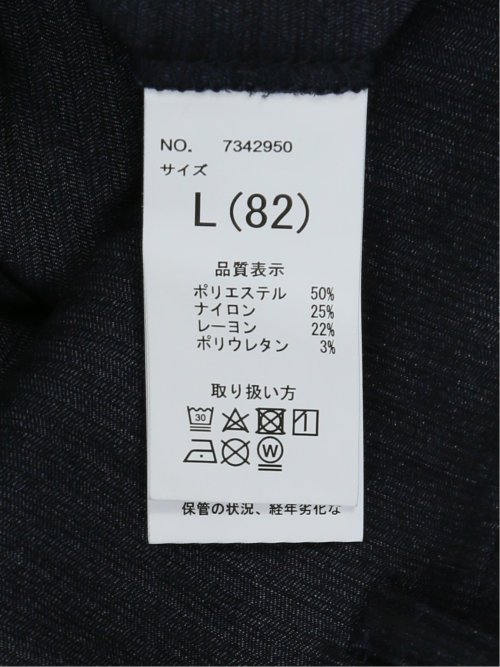 NO. 7342950
サイズ
L(82)
品質表示
ポリエステル 50%
ナイロン 25%
レーヨン 22%
ポリウレタン 3%
取り扱い方
30
W
保管の状況、経年劣化な